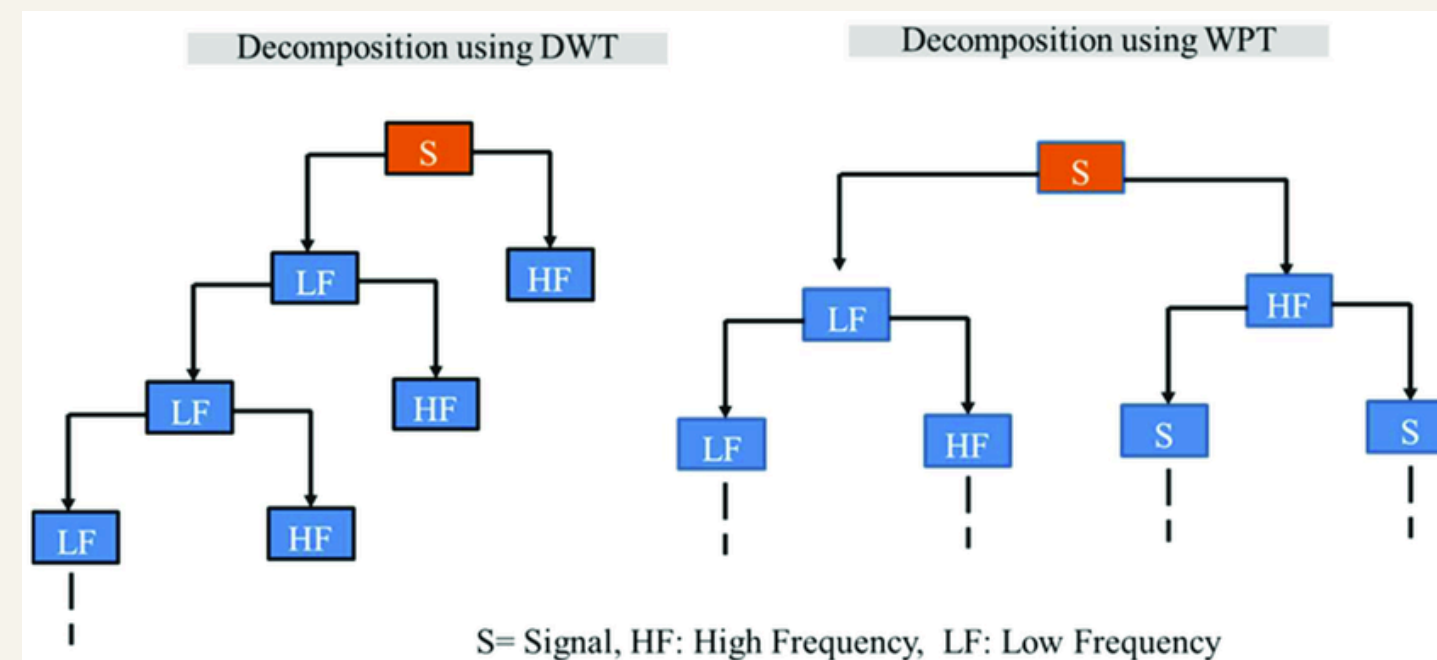 Decomposition using DWT
Decomposition using WPT
S
LF
HF
LF
HF
LF
HF
S
LF
HF
LF
HF
S
S
S= Signal, HF: High Frequency, LF: Low Frequency